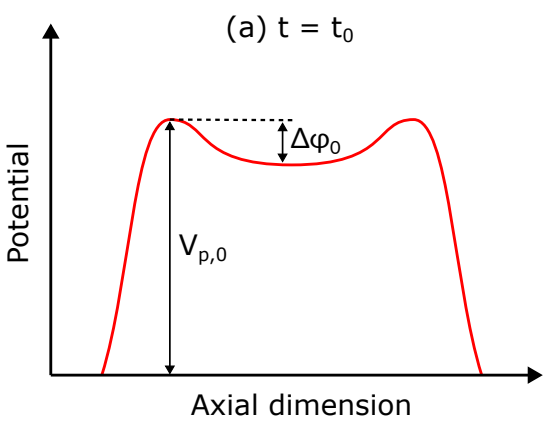 (a) t = t₀
Potential
Δφ₀
Vₚ,₀
Axial dimension